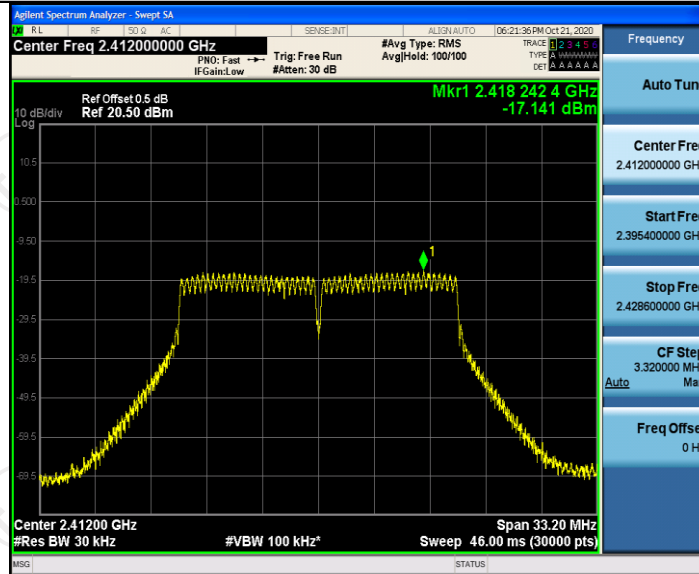 Agilent Spectrum Analyzer - Swept SA
RL RF 50 Ω AC SENSE:INT ALIGN AUTO 06:21:36 PM Oct 21, 2020
Center Freq 2.412000000 GHz
PNO: Fast
IFGain:Low
Trig: Free Run
#Atten: 30 dB
#Avg Type: RMS
Avg|Hold: 100/100
TRACE 1 2 3 4 5 6
TYPE A
DET A A A A A A
Mkr1 2.418 242 4 GHz
-17.141 dBm
Ref Offset 0.5 dB
10 dB/div Ref 20.50 dBm
Log
1
10.5
0.500
-9.50
-19.5
-29.5
-39.5
-49.5
-59.5
-69.5
Center 2.41200 GHz Span 33.20 MHz
#Res BW 30 kHz #VBW 100 kHz* Sweep 46.00 ms (30000 pts)
MSG STATUS
Frequency
Auto Tun
Center Fre
2.412000000 GH
Start Fre
2.395400000 GH
Stop Fre
2.428600000 GH
CF Step
3.320000 MH
Auto Ma
Freq Offse
0 H